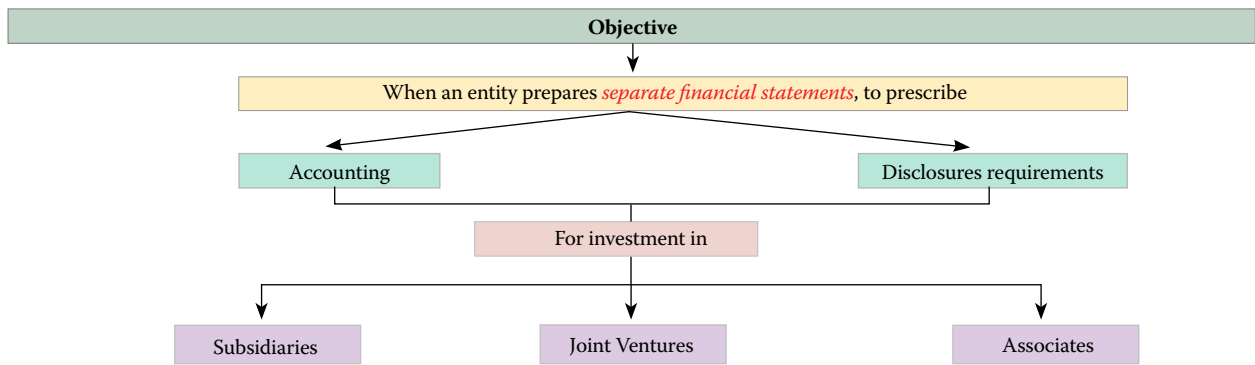 Objective
When an entity prepares separate financial statements, to prescribe
Accounting
Disclosures requirements
For investment in
Subsidiaries
Joint Ventures
Associates